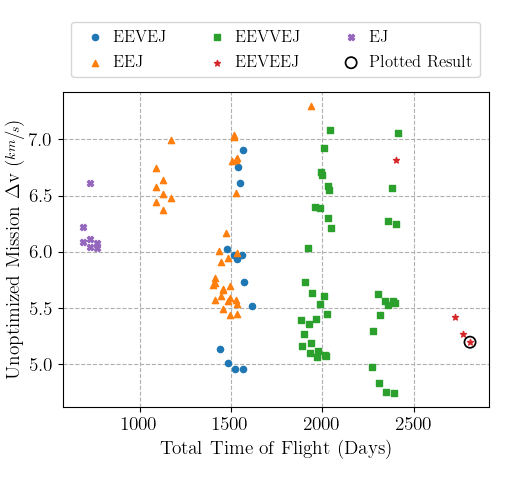 EEVEJ EEVVEJ EJ
EEJ EEVEEJ Plotted Result
7.0
6.5
6.0
5.5
5.0
Unoptimized Mission Δv (km/s)
1000 1500 2000 2500
Total Time of Flight (Days)